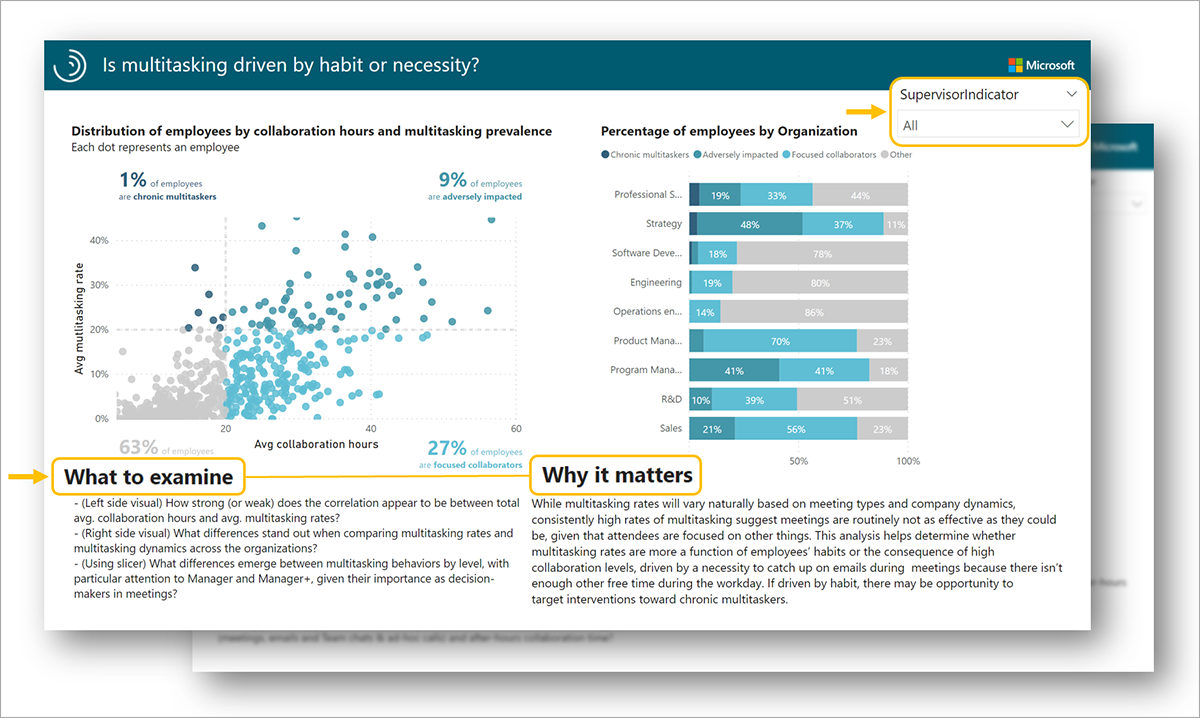 Is multitasking driven by habit or necessity?
Microsoft
SupervisorIndicator
All
Distribution of employees by collaboration hours and multitasking prevalence
Each dot represents an employee
1% of employees
are chronic multitaskers
9% of employees
are adversely impacted
Avg multitasking rate
40%
30%
20%
10%
0%
20
40
60
Avg collaboration hours
63% of employees
27% of employees
are focused collaborators
Percentage of employees by Organization
Chronic multitaskers Adversely impacted Focused collaborators Other
Professional S... 19% 33% 44%
Strategy 48% 37% 11%
Software Deve... 18% 78%
Engineering 19% 80%
Operations en... 14% 86%
Product Mana... 70% 23%
Program Mana... 41% 41% 18%
R&D 10% 39% 51%
Sales 21% 56% 23%
50% 100%
What to examine
- (Left side visual) How strong (or weak) does the correlation appear to be between total
avg. collaboration hours and avg. multitasking rates?
- (Right side visual) What differences stand out when comparing multitasking rates and
multitasking dynamics across the organizations?
- (Using slicer) What differences emerge between multitasking behaviors by level, with
particular attention to Manager and Manager+, given their importance as decision-
makers in meetings?
Why it matters
While multitasking rates will vary naturally based on meeting types and company dynamics,
consistently high rates of multitasking suggest meetings are routinely not as effective as they could
be, given that attendees are focused on other things. This analysis helps determine whether
multitasking rates are more a function of employees' habits or the consequence of high
collaboration levels, driven by a necessity to catch up on emails during meetings because there isn't
enough other free time during the workday. If driven by habit, there may be opportunity to
target interventions toward chronic multitaskers.
Microsoft
(meetings, emails and Team chats & ad-hoc calls) and after-hours collaboration time?